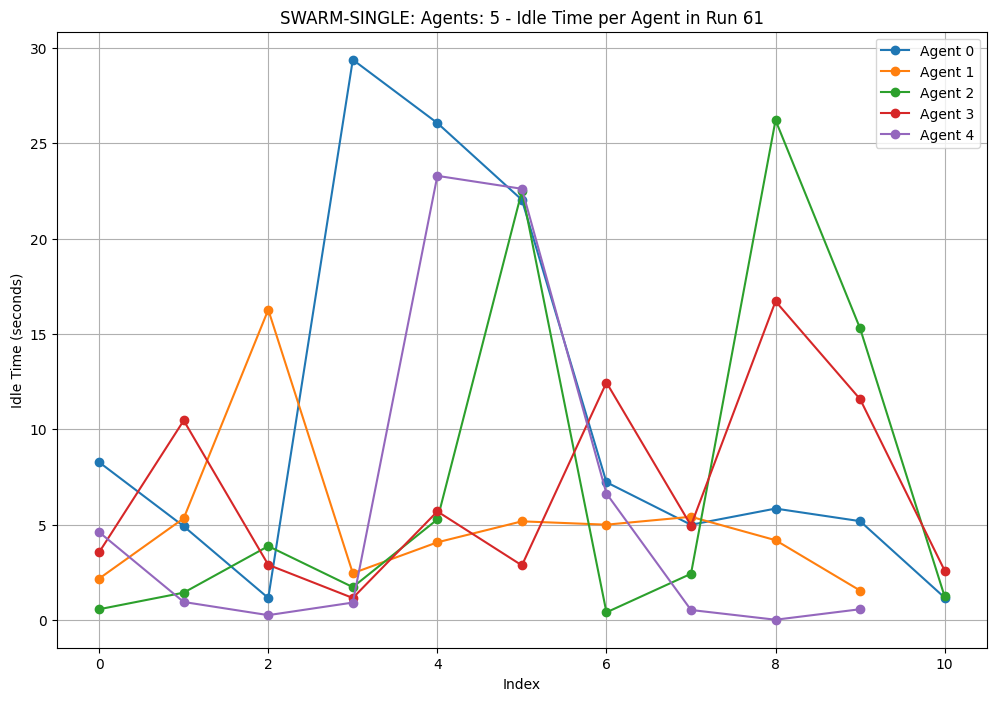 SWARM-SINGLE: Agents: 5 - Idle Time per Agent in Run 61
Idle Time (seconds)
30
25
20
15
10
5
0
Agent 0
Agent 1
Agent 2
Agent 3
Agent 4
0 2 4 6 8 10
Index